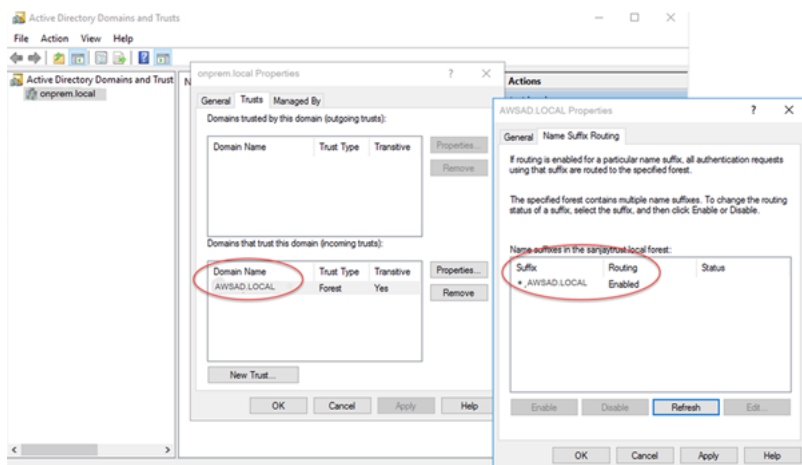 Active Directory Domains and Trusts
File Action View Help
Active Directory Domains and Trust
onprem.local
N
Actions
onprem.local Properties
General Trusts Managed By
Domains trusted by this domain (outgoing trusts):
Domain Name Trust Type Transitive
Properties...
Remove
Domains that trust this domain (incoming trusts):
Domain Name Trust Type Transitive
AWSAD.LOCAL Forest Yes
Properties...
Remove
New Trust...
OK Cancel Apply Help
AWSAD.LOCAL Properties
General Name Suffix Routing
If routing is enabled for a particular name suffix, all authentication requests
using that suffix are routed to the specified forest.
The specified forest contains multiple name suffixes. To change the routing
status of a suffix, select the suffix, and then click Enable or Disable.
Name suffixes in the sanjaytrust.local forest:
Suffix Routing Status
*.AWSAD.LOCAL Enabled
Enable Disable Refresh Edit...
OK Cancel Apply Help